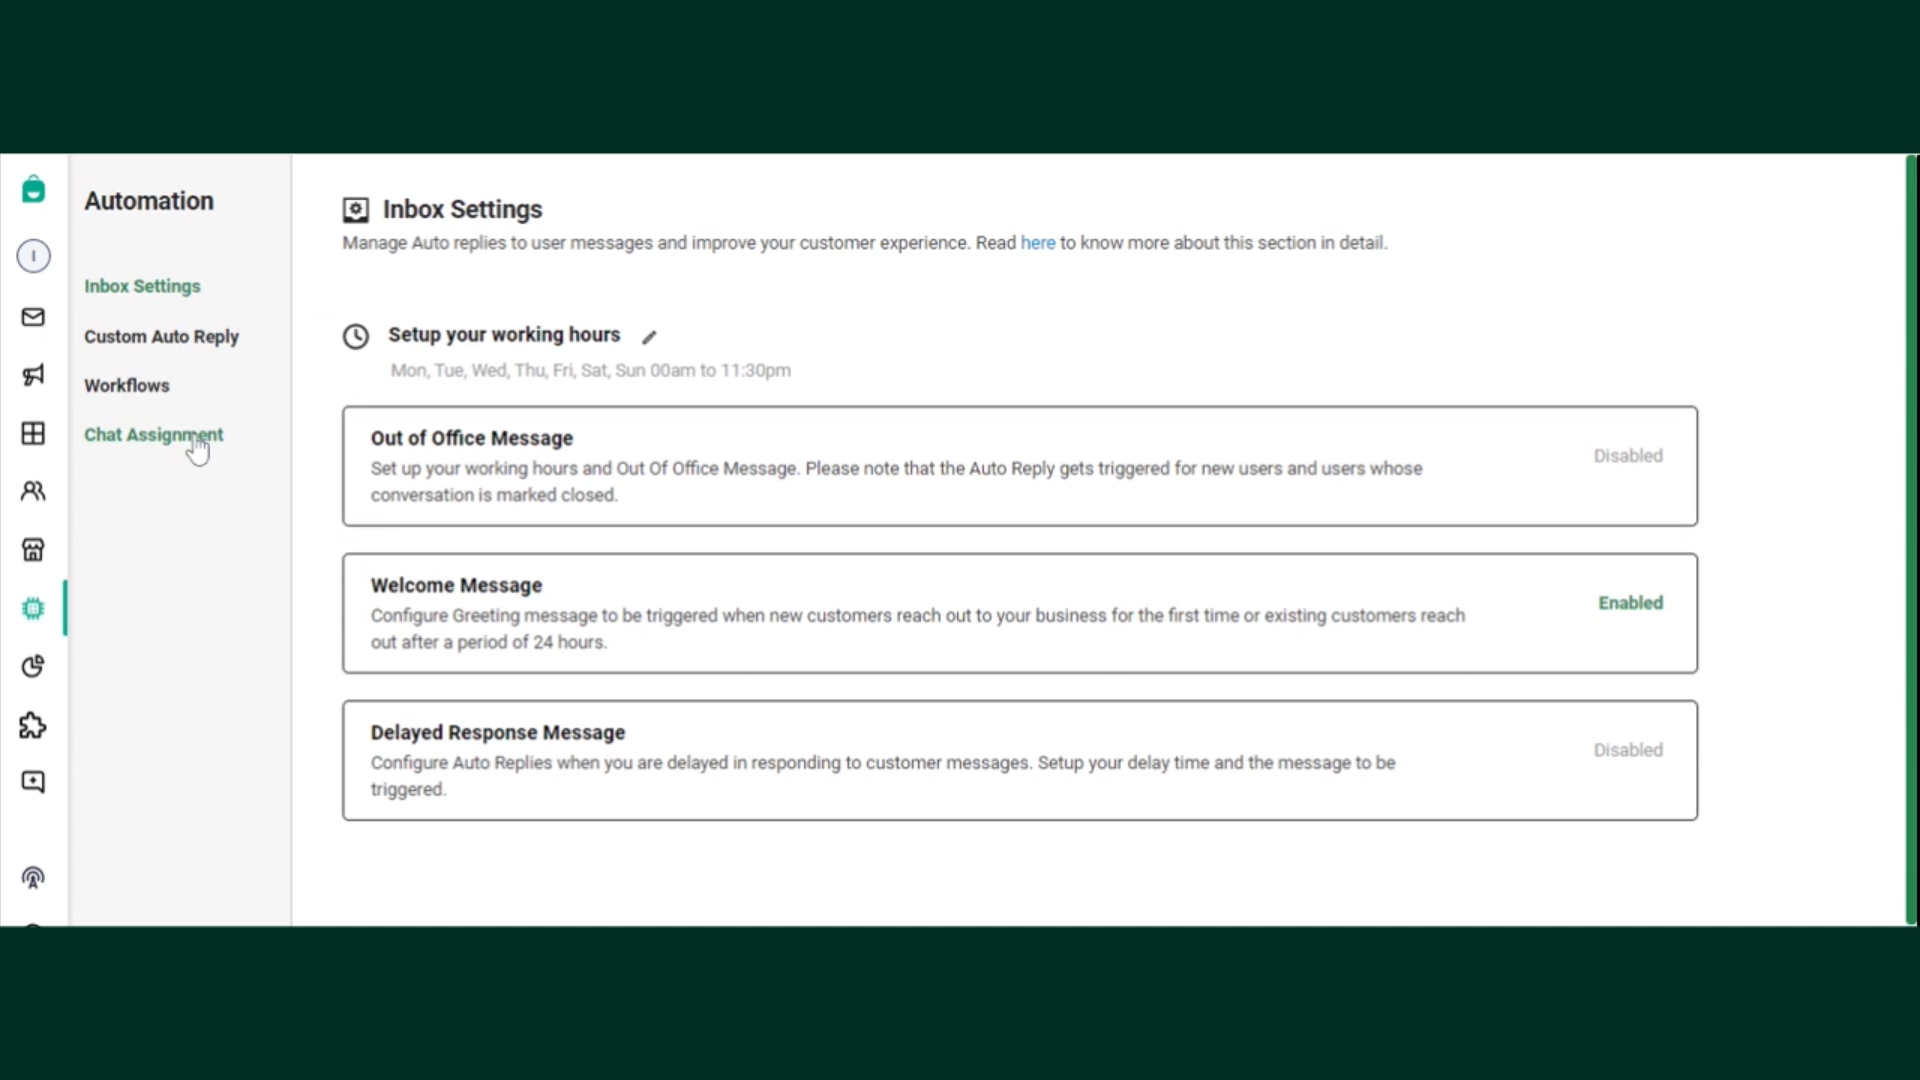 Automation
Inbox Settings
Custom Auto Reply
Workflows
Chat Assignment
I
Inbox Settings
Manage Auto replies to user messages and improve your customer experience. Read here to know more about this section in detail.
Setup your working hours
Mon, Tue, Wed, Thu, Fri, Sat, Sun 00am to 11:30pm
Out of Office Message
Set up your working hours and Out Of Office Message. Please note that the Auto Reply gets triggered for new users and users whose
conversation is marked closed.
Disabled
Welcome Message
Configure Greeting message to be triggered when new customers reach out to your business for the first time or existing customers reach
out after a period of 24 hours.
Enabled
Delayed Response Message
Configure Auto Replies when you are delayed in responding to customer messages. Setup your delay time and the message to be
triggered.
Disabled